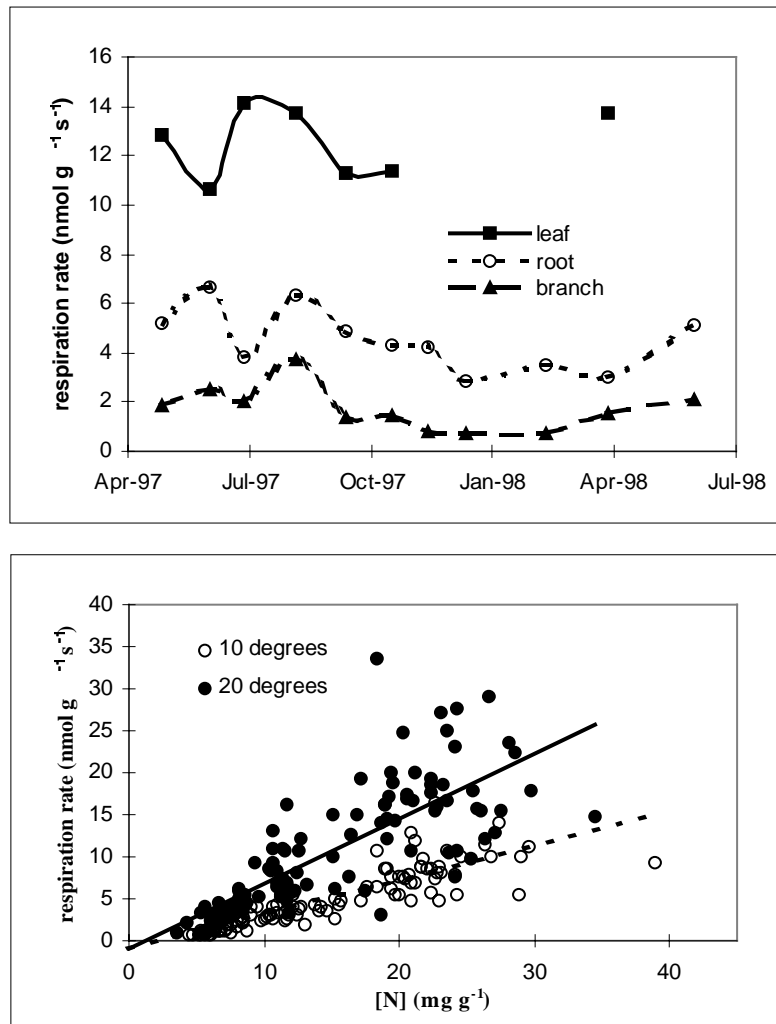 16
14
12
10
8
6
4
2
0
respiration rate (nmol g ⁻¹ s⁻¹)
leaf
root
branch
Apr-97 Jul-97 Oct-97 Jan-98 Apr-98 Jul-98
40
35
30
25
20
15
10
5
0
respiration rate (nmol g ⁻¹s⁻¹)
10 degrees
20 degrees
0 10 20 30 40
[N] (mg g⁻¹)